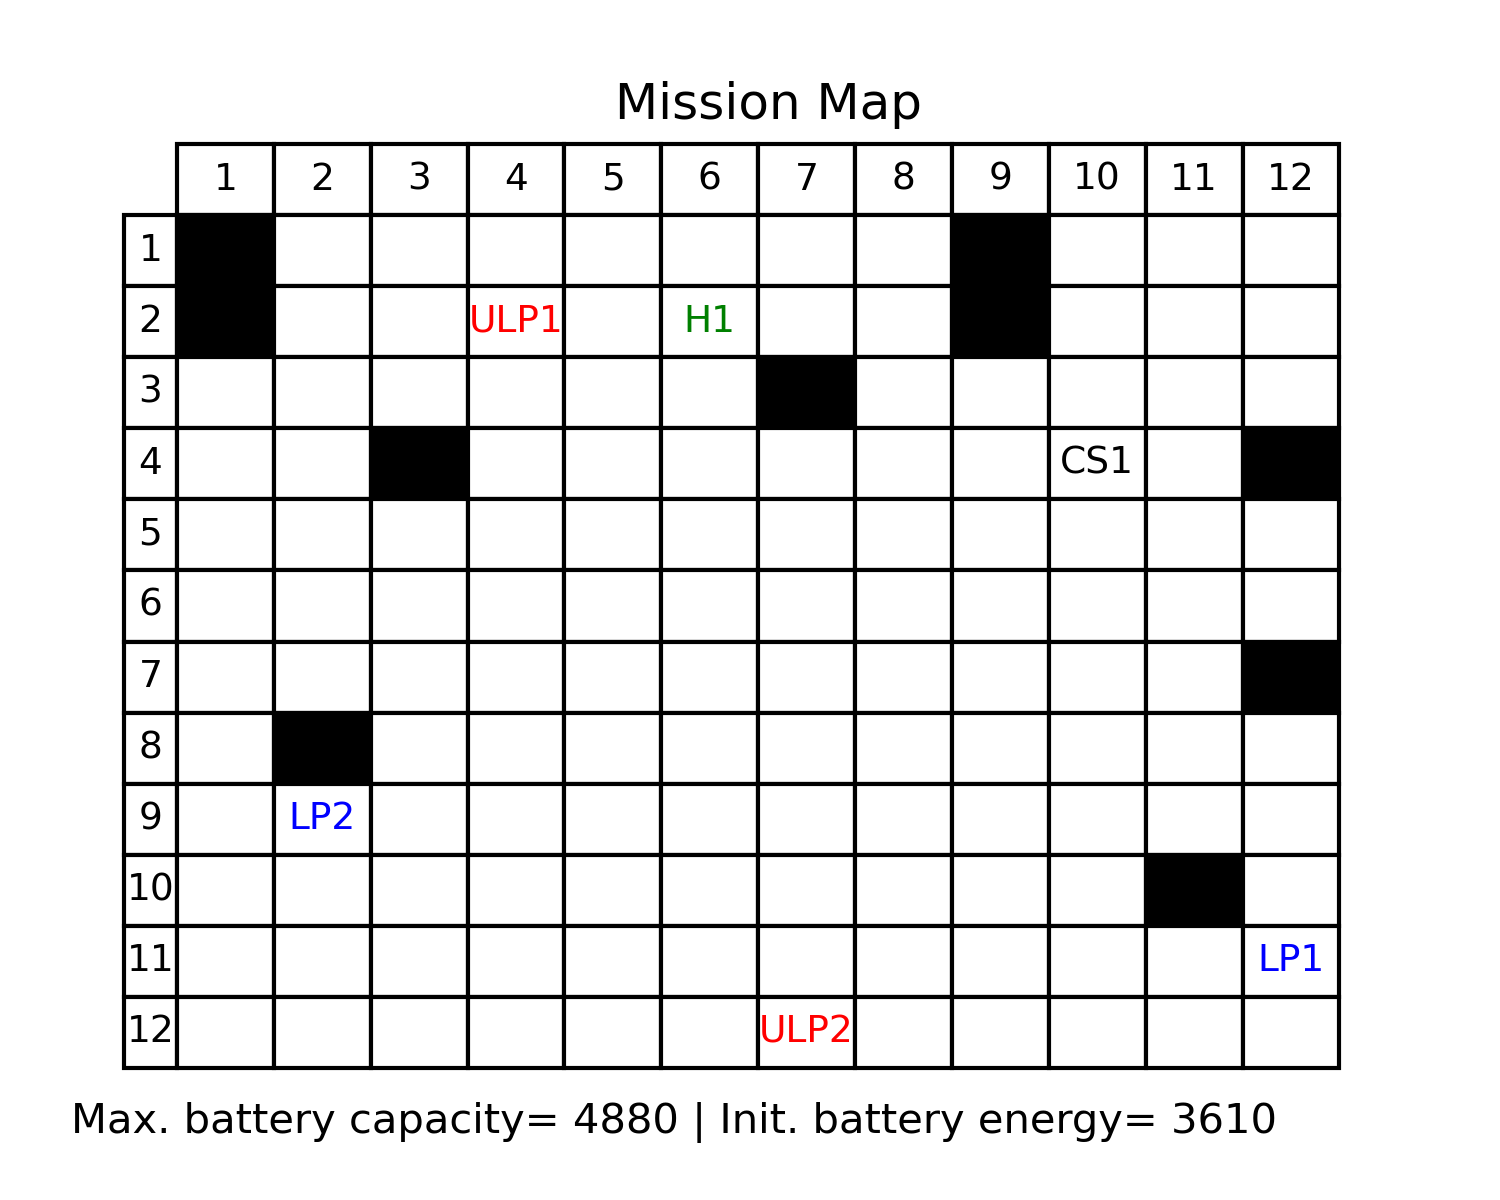 Mission Map
1 2 3 4 5 6 7 8 9 10 11 12
1
2 ULP1 H1
3
4 CS1
5
6
7
8
9 LP2
10
11 LP1
12 ULP2
Max. battery capacity= 4880 | Init. battery energy= 3610